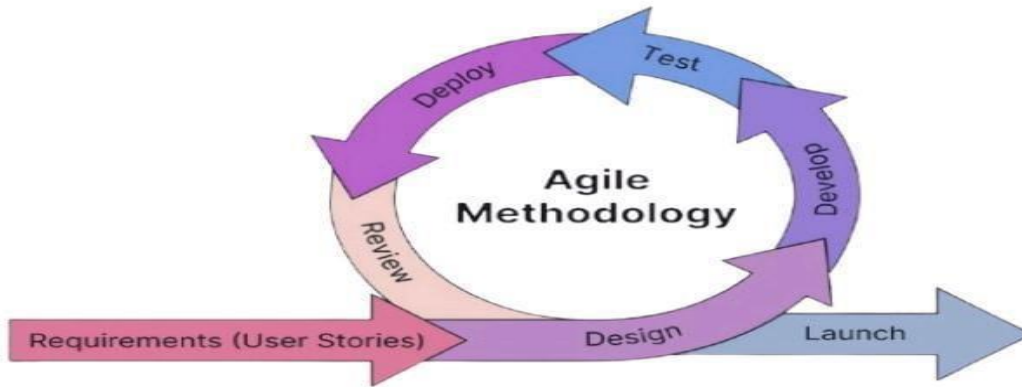 Test
Deploy
Agile
Methodology
Develop
Review
Requirements (User Stories)
Design
Launch